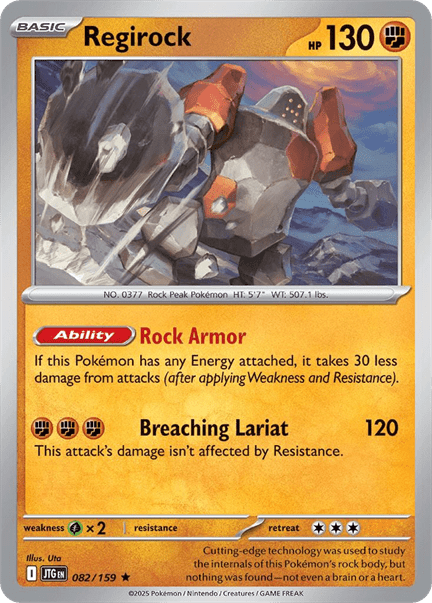 BASIC
Regirock
HP 130
NO. 0377 Rock Peak Pokémon HT: 5'7" WT: 507.1 lbs.
Ability Rock Armor
If this Pokémon has any Energy attached, it takes 30 less
damage from attacks (after applying Weakness and Resistance).
Breaching Lariat 120
This attack's damage isn't affected by Resistance.
weakness ×2 resistance retreat
Illus. Uta
I JTG EN 082/159 ★
Cutting-edge technology was used to study
the internals of this Pokémon's rock body, but
nothing was found—not even a brain or a heart.
©2025 Pokémon / Nintendo / Creatures / GAME FREAK